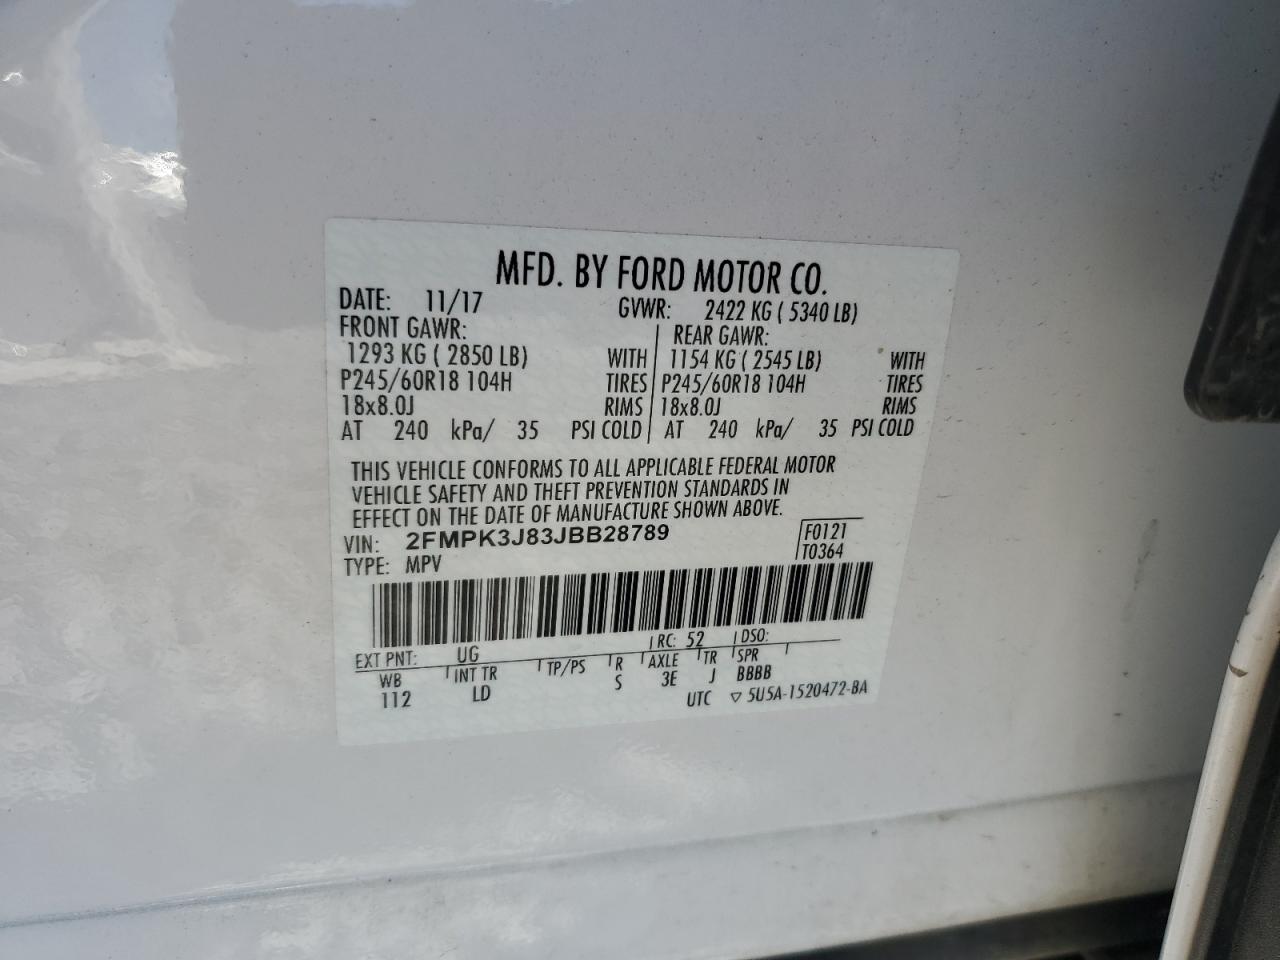 MFD. BY FORD MOTOR CO.
DATE: 11/17 GVWR: 2422 KG ( 5340 LB)
FRONT GAWR: REAR GAWR:
1293 KG ( 2850 LB) WITH 1154 KG ( 2545 LB) WITH
P245/60R18 104H TIRES P245/60R18 104H TIRES
18x8.0J RIMS 18x8.0J RIMS
AT 240 kPa/ 35 PSI COLD AT 240 kPa/ 35 PSI COLD
THIS VEHICLE CONFORMS TO ALL APPLICABLE FEDERAL MOTOR
VEHICLE SAFETY AND THEFT PREVENTION STANDARDS IN
EFFECT ON THE DATE OF MANUFACTURE SHOWN ABOVE.
VIN: 2FMPK3J83JBB28789 F0121
TYPE: MPV T0364
EXT PNT: UG RC: 52 DSO:
WB INT TR TP/PS R AXLE TR SPR
112 LD S 3E J BBBB
UTC ▽ 5U5A-1520472-BA